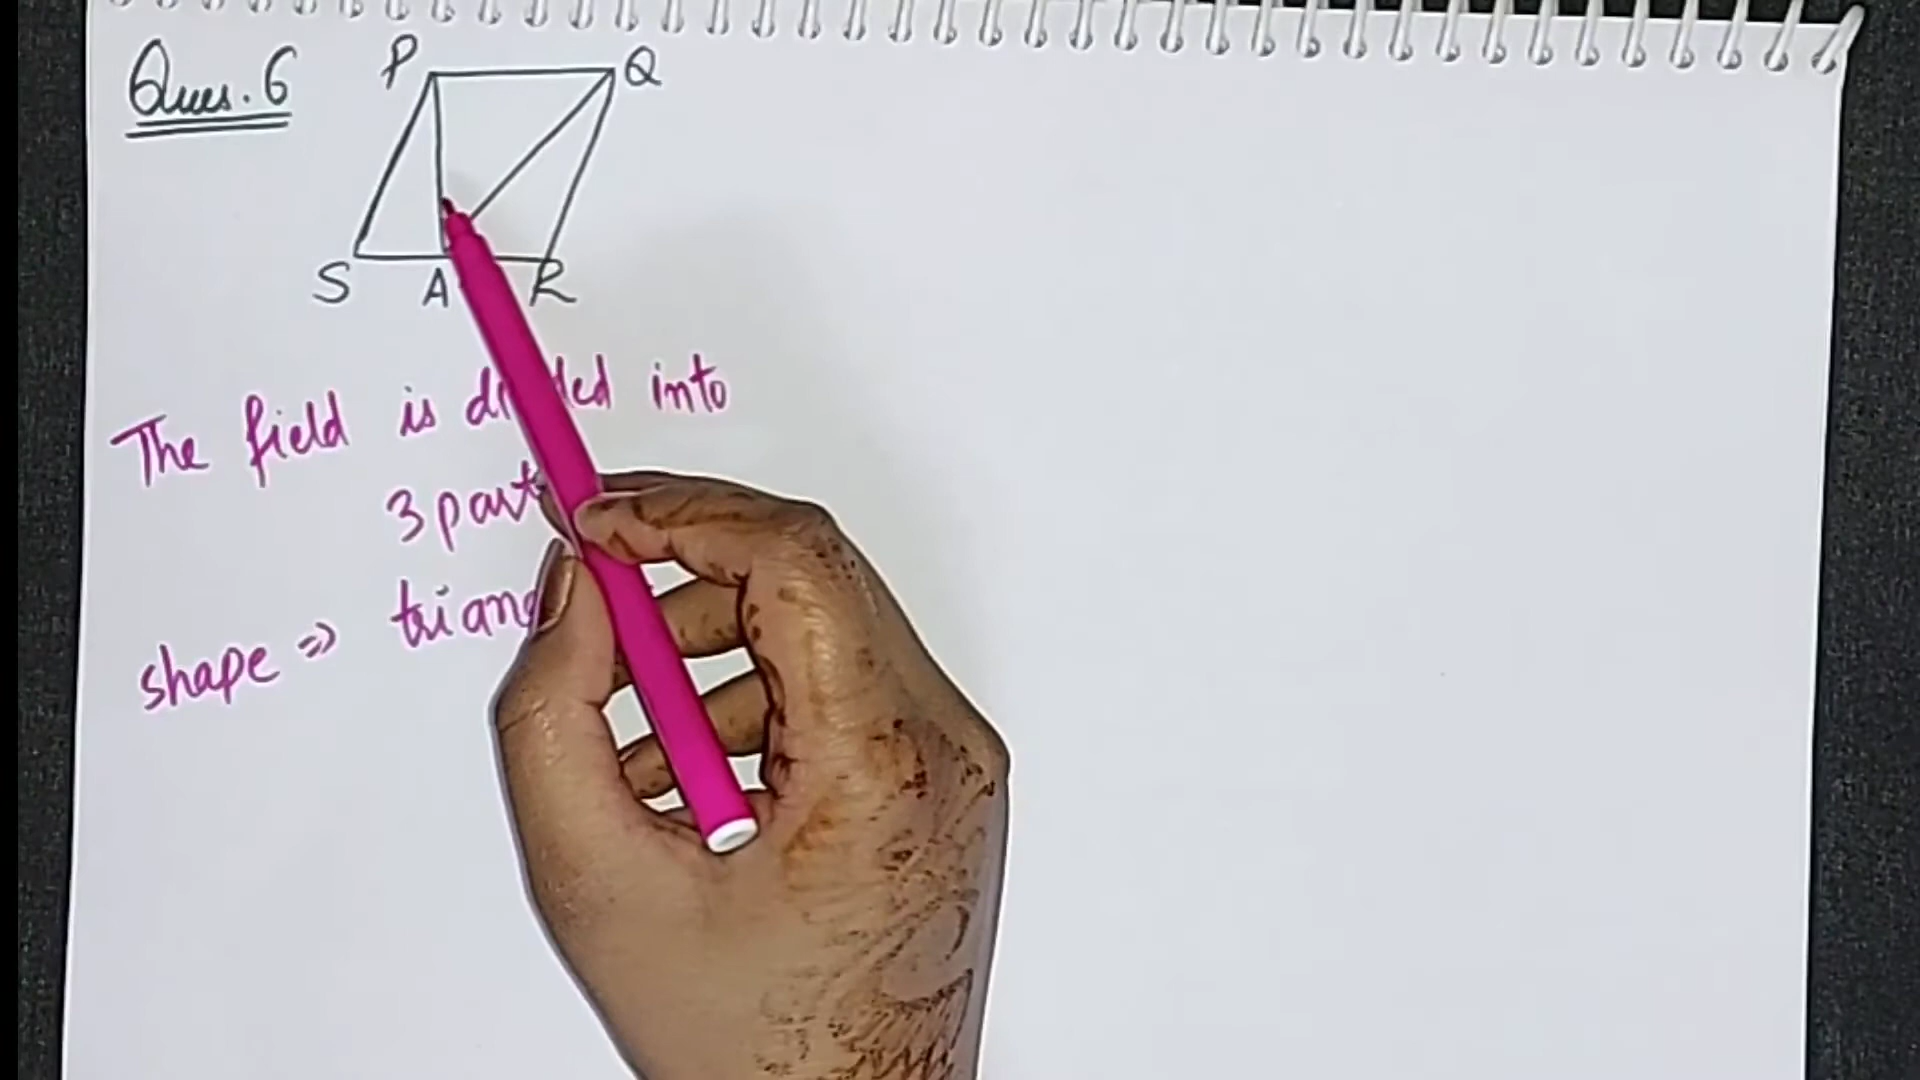 Ques. 6
P Q
S A R
The field is into
3
shape ⇒